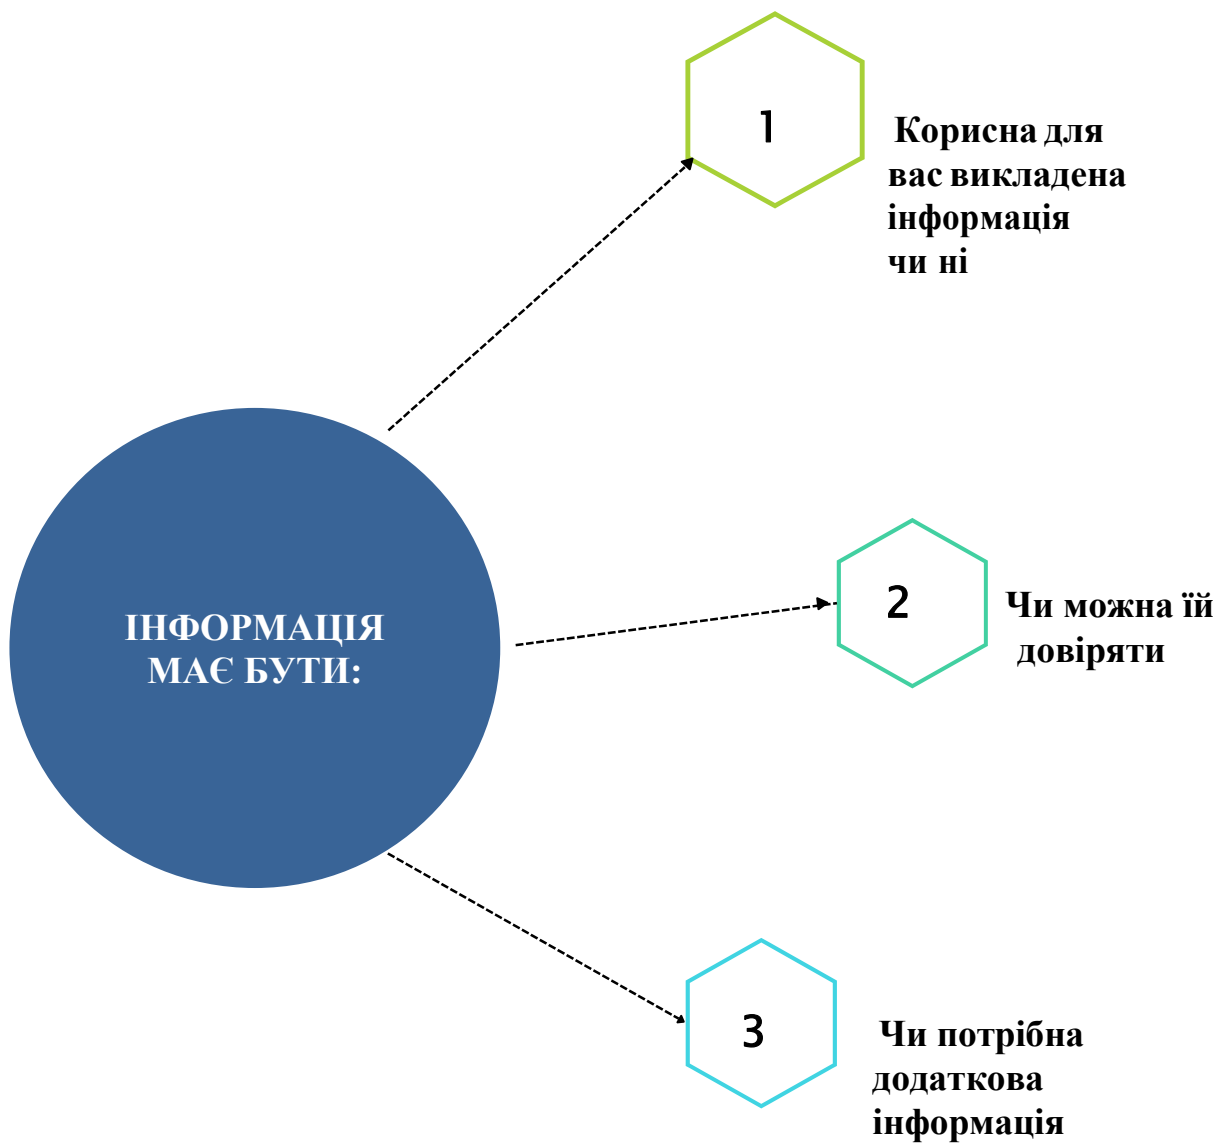 1
Корисна для
вас викладена
інформація
чи ні
ІНФОРМАЦІЯ
МАЄ БУТИ:
2
Чи можна їй
довіряти
3
Чи потрібна
додаткова
інформація